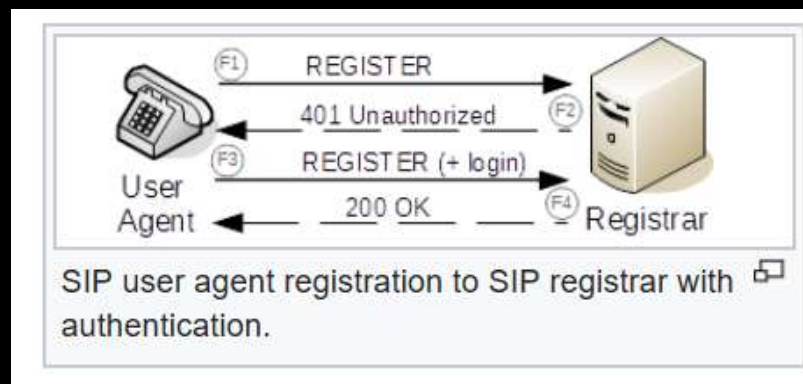 F1 REGISTER
401 Unauthorized F2
F3 REGISTER (+ login)
User
Agent
200 OK F4
Registrar
SIP user agent registration to SIP registrar with
authentication.